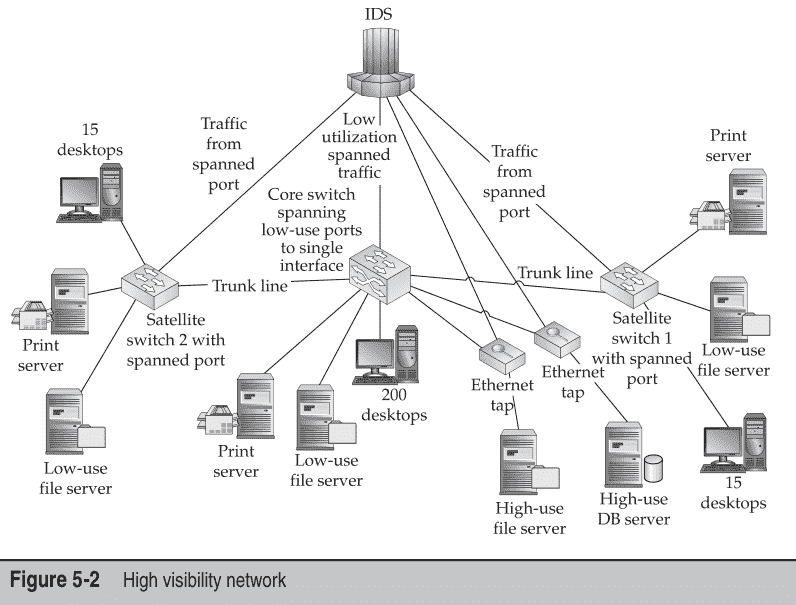 IDS
15
desktops
Traffic
from
spanned
port
Low
utilization
spanned
traffic
Traffic
from
spanned
port
Print
server
Core switch
spanning
low-use ports
to single
interface
Trunk line
Trunk line
Print
server
Satellite
switch 2 with
spanned port
Satellite
switch 1
with spanned
port
Low-use
file server
Ethernet
tap
Ethernet
tap
200
desktops
Low-use
file server
Print
server
Low-use
file server
High-use
file server
High-use
DB server
15
desktops
Figure 5-2 High visibility network